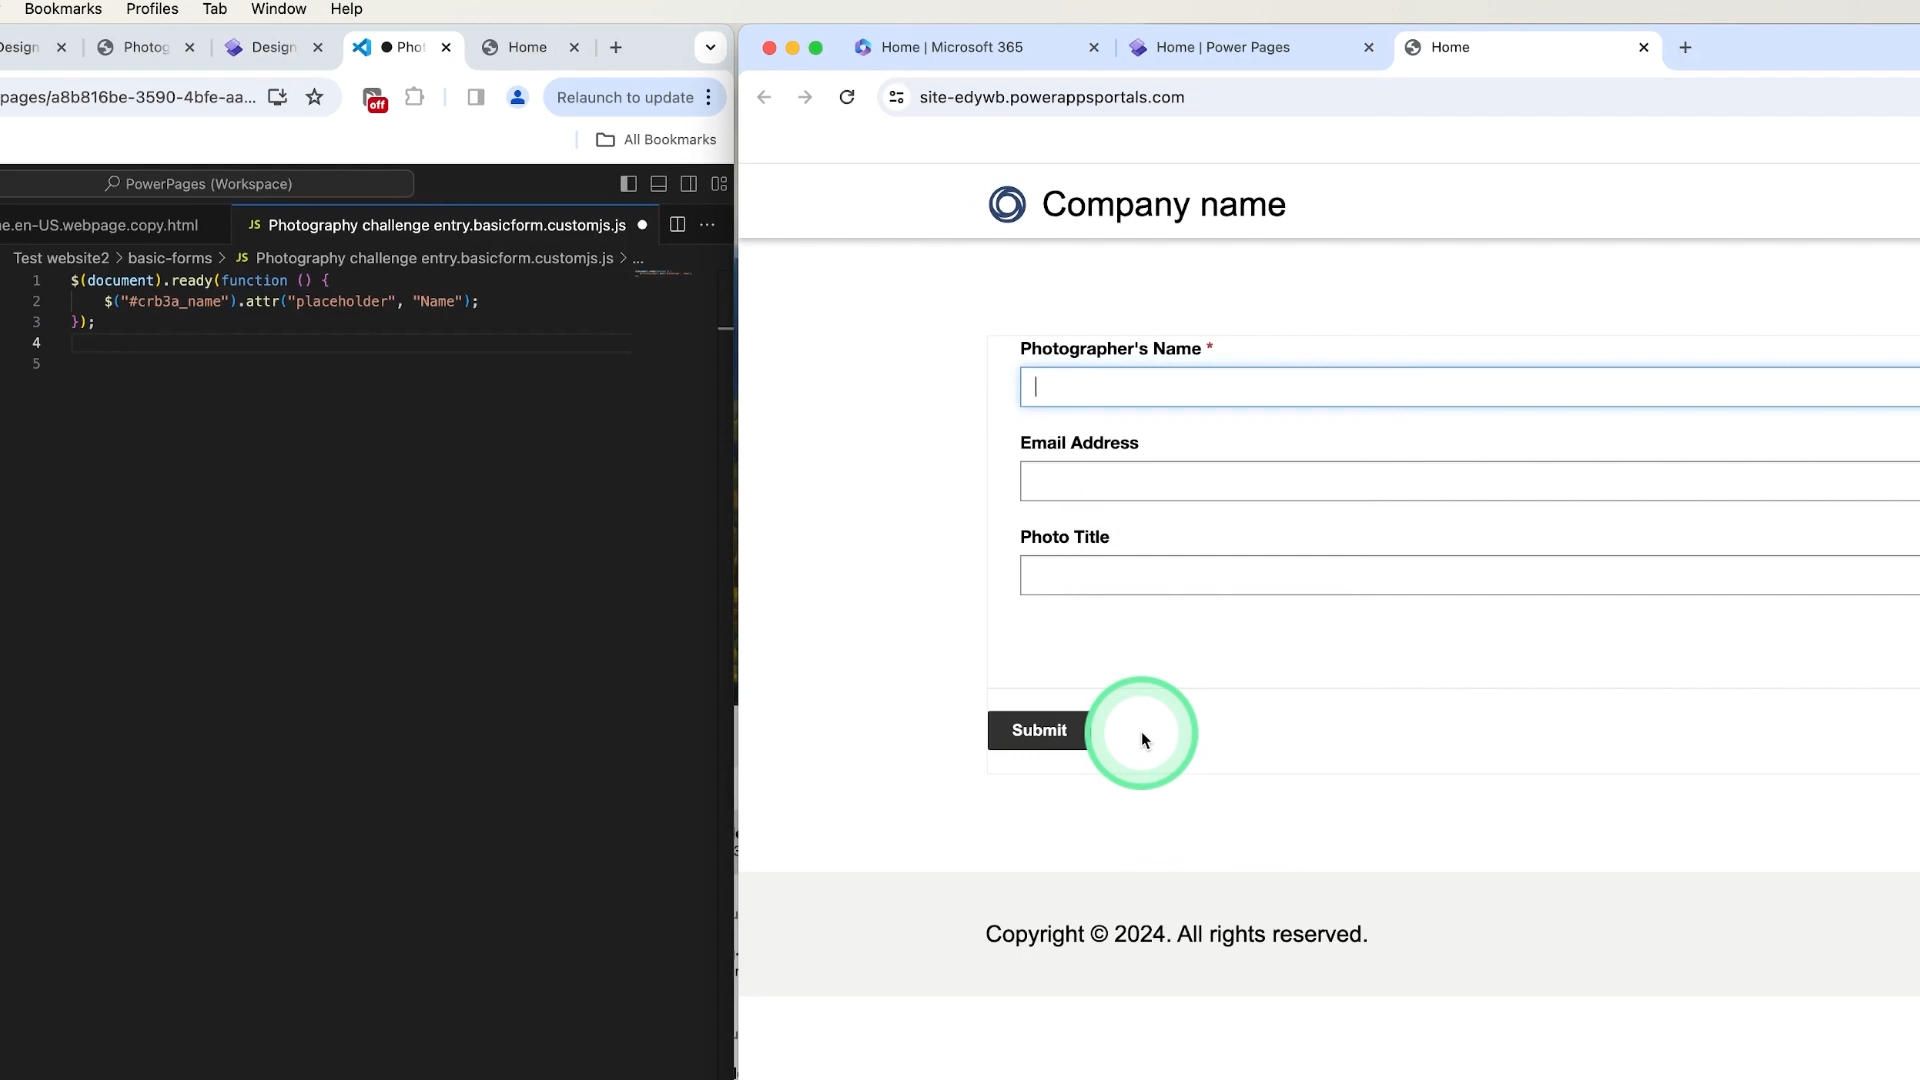 Bookmarks Profiles Tab Window Help
Design Photog Design Phot Home
Home | Microsoft 365 Home | Power Pages Home
pages/a8b816be-3590-4bfe-aa... off Relaunch to update
site-edywb.powerappsportals.com
All Bookmarks
PowerPages (Workspace)
e.en-US.webpage.copy.html JS Photography challenge entry.basicform.customjs.js
Test website2 > basic-forms > JS Photography challenge entry.basicform.customjs.js > ...
1 $(document).ready(function () {
2 $("#crb3a_name").attr("placeholder", "Name");
3 });
4
5
Company name
Photographer's Name *
Email Address
Photo Title
Submit
Copyright © 2024. All rights reserved.